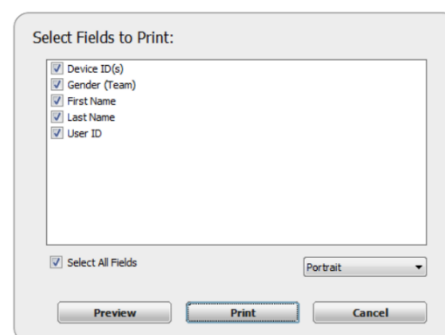 Select Fields to Print:
Device ID(s)
Gender (Team)
First Name
Last Name
User ID
Select All Fields
Portrait
Preview Print Cancel